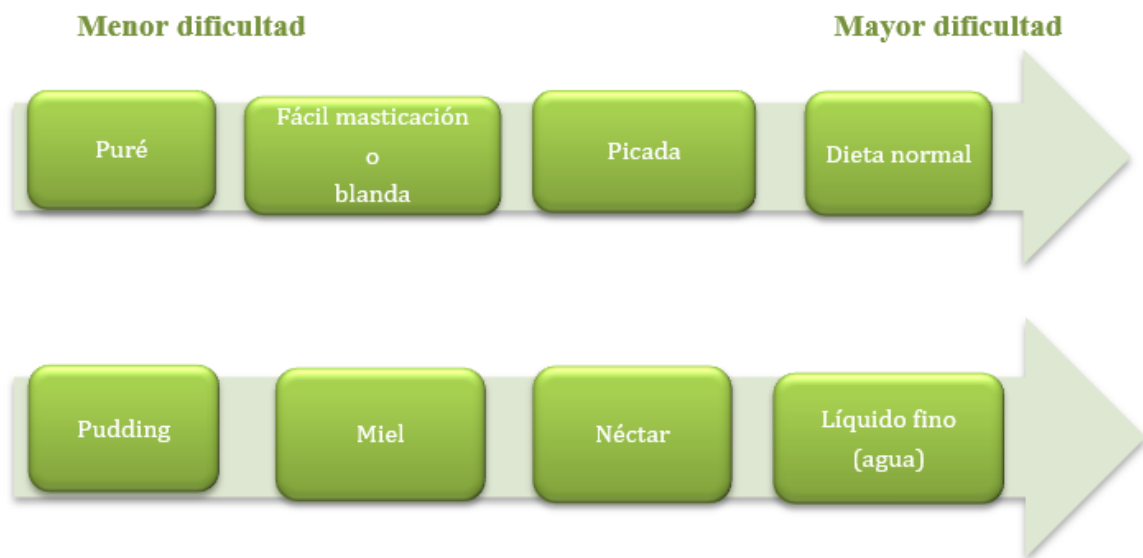 Menor dificultad
Mayor dificultad
Puré
Fácil masticación
o
blanda
Picada
Dieta normal
Pudding
Miel
Néctar
Líquido fino
(agua)